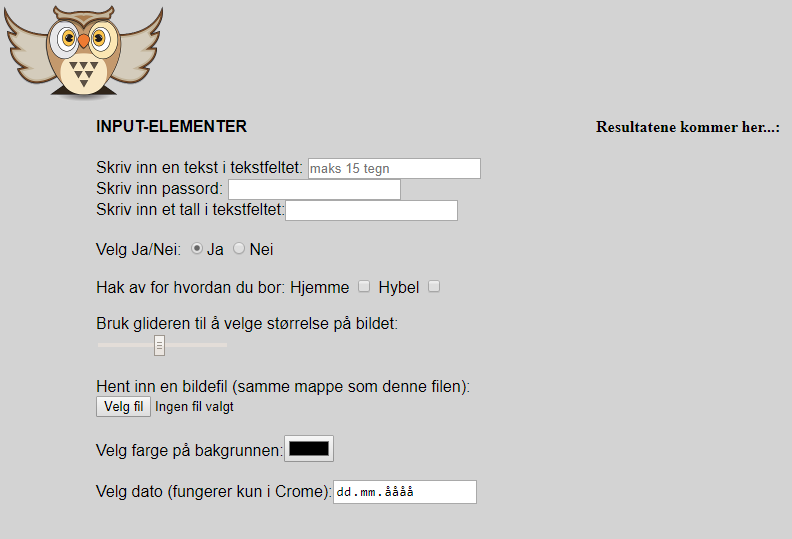 INPUT-ELEMENTER
Resultatene kommer her...:
Skriv inn en tekst i tekstfeltet: maks 15 tegn
Skriv inn passord:
Skriv inn et tall i tekstfeltet:
Velg Ja/Nei: Ja Nei
Hak av for hvordan du bor: Hjemme Hybel
Bruk glideren til å velge størrelse på bildet:
Hent inn en bildefil (samme mappe som denne filen):
Velg fil Ingen fil valgt
Velg farge på bakgrunnen:
Velg dato (fungerer kun i Crome): dd.mm.åååå